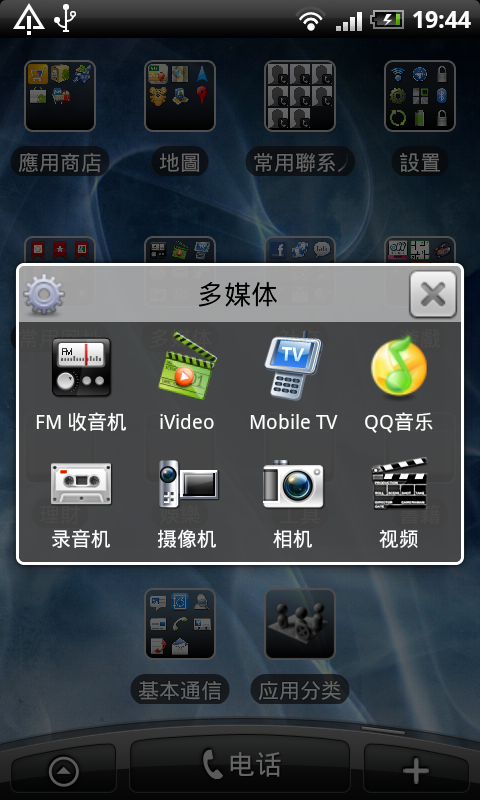 19:44
應用商店
地圖
常用聯系人
設置
多媒体
FM 收音机
iVideo
Mobile TV
QQ音乐
录音机
摄像机
相机
视频
基本通信
应用分类
电话